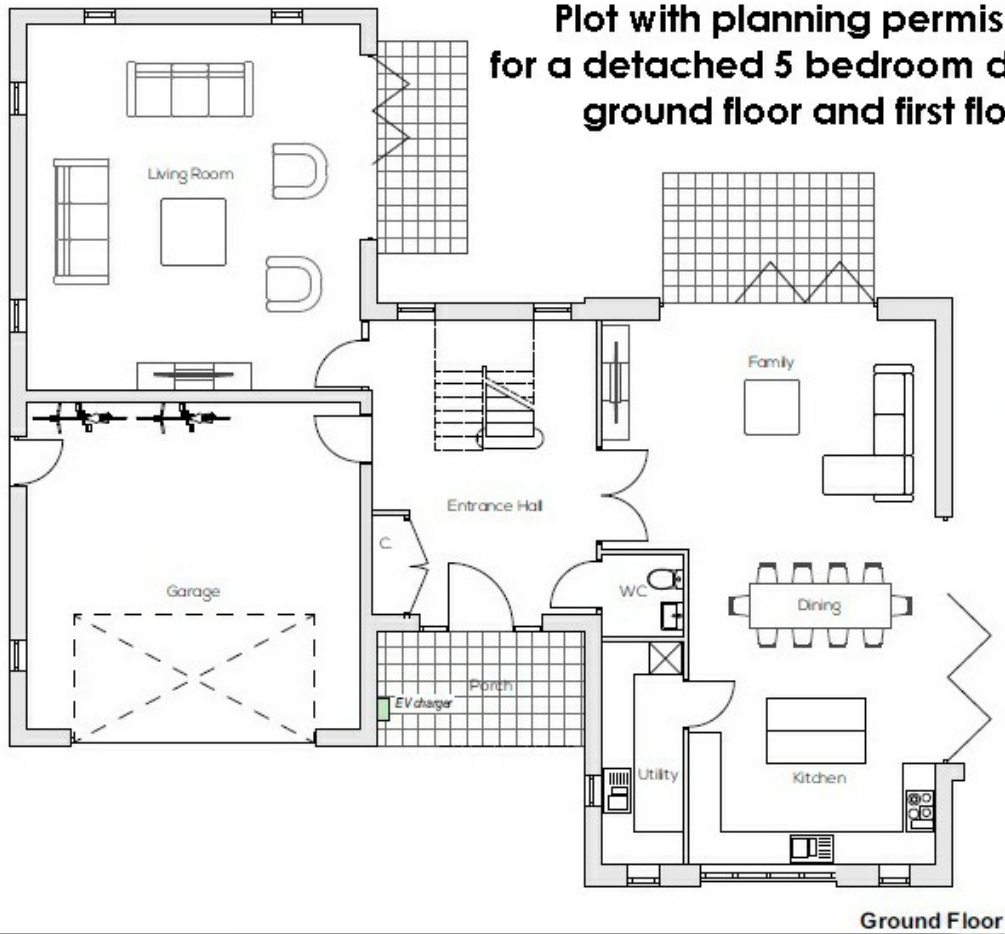 Plot with planning permis
for a detached 5 bedroom d
ground floor and first flo
Living Room
Family
Entrance Hall
C.
Garage
WC
Dining
Porch
EV charger
Utility
Kitchen
Ground Floor